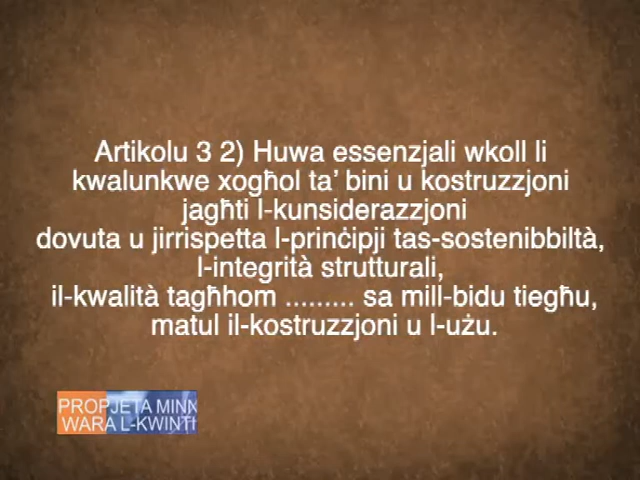 Artikolu 3 2) Huwa essenzjali wkoll li
kwalunkwe xogħol ta' bini u kostruzzjoni
jagħti l-kunsiderazzjoni
dovuta u jirrispetta l-prinċipji tas-sostenibbiltà,
l-integrità strutturali,
il-kwalità tagħhom ......... sa mill-bidu tiegħu,
matul il-kostruzzjoni u l-użu.
PROPJETA MINN
WARA L-KWINTI